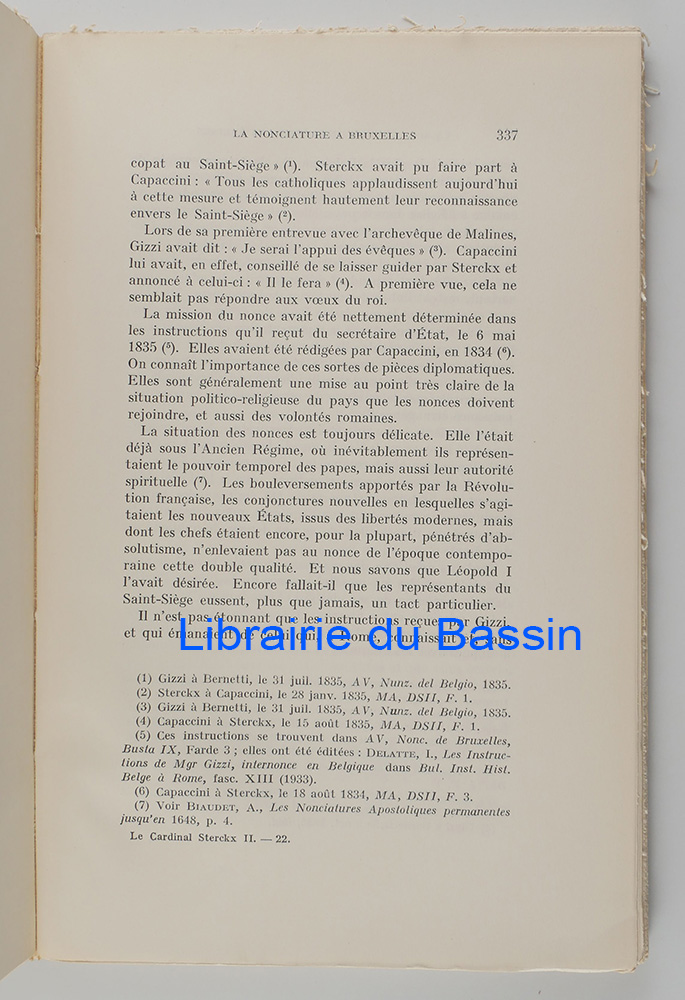 LA NONCIATURE A BRUXELLES 337
copat au Saint-Siège » (¹). Sterckx avait pu faire part à
Capaccini : « Tous les catholiques applaudissent aujourd'hui
à cette mesure et témoignent hautement leur reconnaissance
envers le Saint-Siège » (²).
Lors de sa première entrevue avec l'archevêque de Malines,
Gizzi avait dit : « Je serai l'appui des évêques » (³). Capaccini
lui avait, en effet, conseillé de se laisser guider par Sterckx et
annoncé à celui-ci : « Il le fera » (⁴). A première vue, cela ne
semblait pas répondre aux vœux du roi.
La mission du nonce avait été nettement déterminée dans
les instructions qu'il reçut du secrétaire d'État, le 6 mai
1835 (⁵). Elles avaient été rédigées par Capaccini, en 1834 (⁶).
On connaît l'importance de ces sortes de pièces diplomatiques.
Elles sont généralement une mise au point très claire de la
situation politico-religieuse du pays que les nonces doivent
rejoindre, et aussi des volontés romaines.
La situation des nonces est toujours délicate. Elle l'était
déjà sous l'Ancien Régime, où inévitablement ils représen-
taient le pouvoir temporel des papes, mais aussi leur autorité
spirituelle (⁷). Les bouleversements apportés par la Révolu-
tion française, les conjonctures nouvelles en lesquelles s'agi-
taient les nouveaux États, issus des libertés modernes, mais
dont les chefs étaient encore, pour la plupart, pénétrés d'ab-
solutisme, n'enlevaient pas au nonce de l'époque contempo-
raine cette double qualité. Et nous savons que Léopold I
l'avait désirée. Encore fallait-il que les représentants du
Saint-Siège eussent, plus que jamais, un tact particulier.
Il n'est pas étonnant que les instructions reçues par Gizzi,
et qui émanaient de celui qui, Rome, connaissait
Librairie du Bassin
(1) Gizzi à Bernetti, le 31 juil. 1835, AV, Nunz. del Belgio, 1835.
(2) Sterckx à Capaccini, le 28 janv. 1835, MA, DSII, F. 1.
(3) Gizzi à Bernetti, le 31 juil. 1835, AV, Nunz. del Belgio, 1835.
(4) Capaccini à Sterckx, le 15 août 1835, MA, DSII, F. 1.
(5) Ces instructions se trouvent dans AV, Nonc. de Bruxelles,
Busta IX, Farde 3 ; elles ont été éditées : DELATTE, I., Les Instruc-
tions de Mgr Gizzi, internonce en Belgique dans Bul. Inst. Hist.
Belge à Rome, fasc. XIII (1933).
(6) Capaccini à Sterckx, le 18 août 1834, MA, DSII, F. 3.
(7) Voir BIAUDET, A., Les Nonciatures Apostoliques permanentes
jusqu'en 1648, p. 4.
Le Cardinal Sterckx II. — 22.